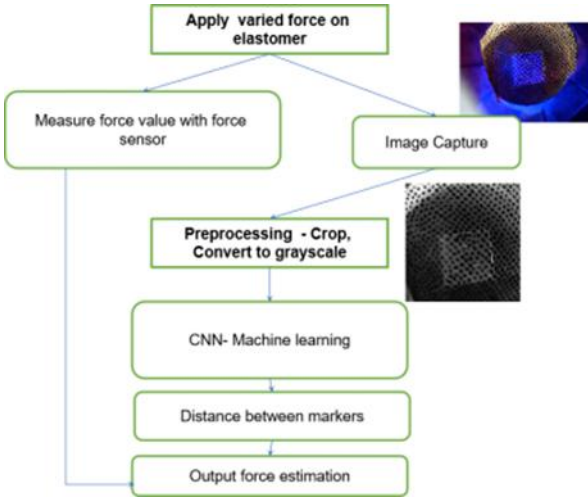 Apply varied force on
elastomer
Measure force value with force
sensor
Image Capture
Preprocessing - Crop,
Convert to grayscale
CNN- Machine learning
Distance between markers
Output force estimation